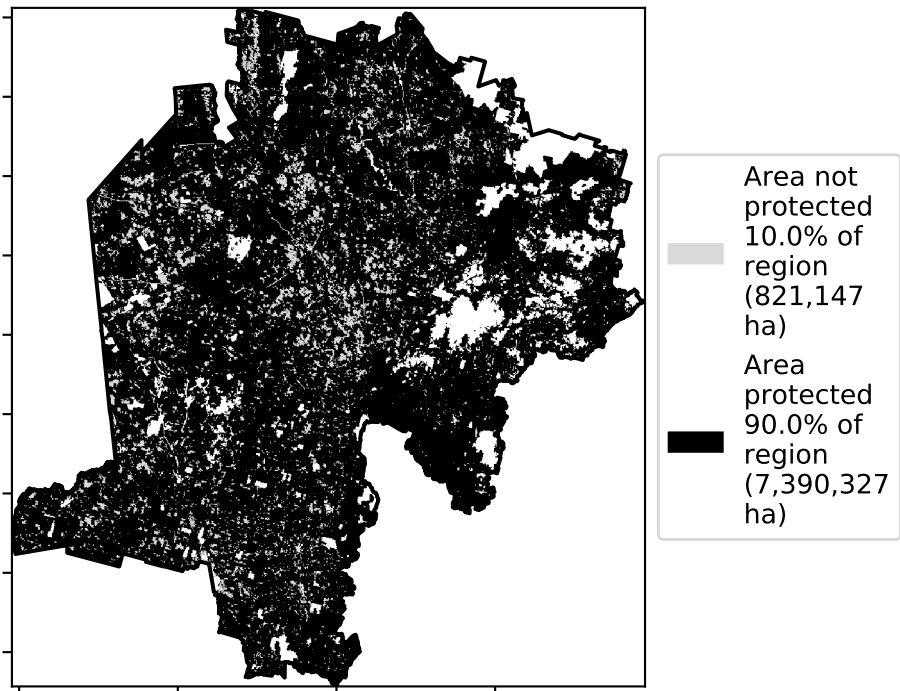 Area not
protected
10.0% of
region
(821,147
ha)
Area
protected
90.0% of
region
(7,390,327
ha)